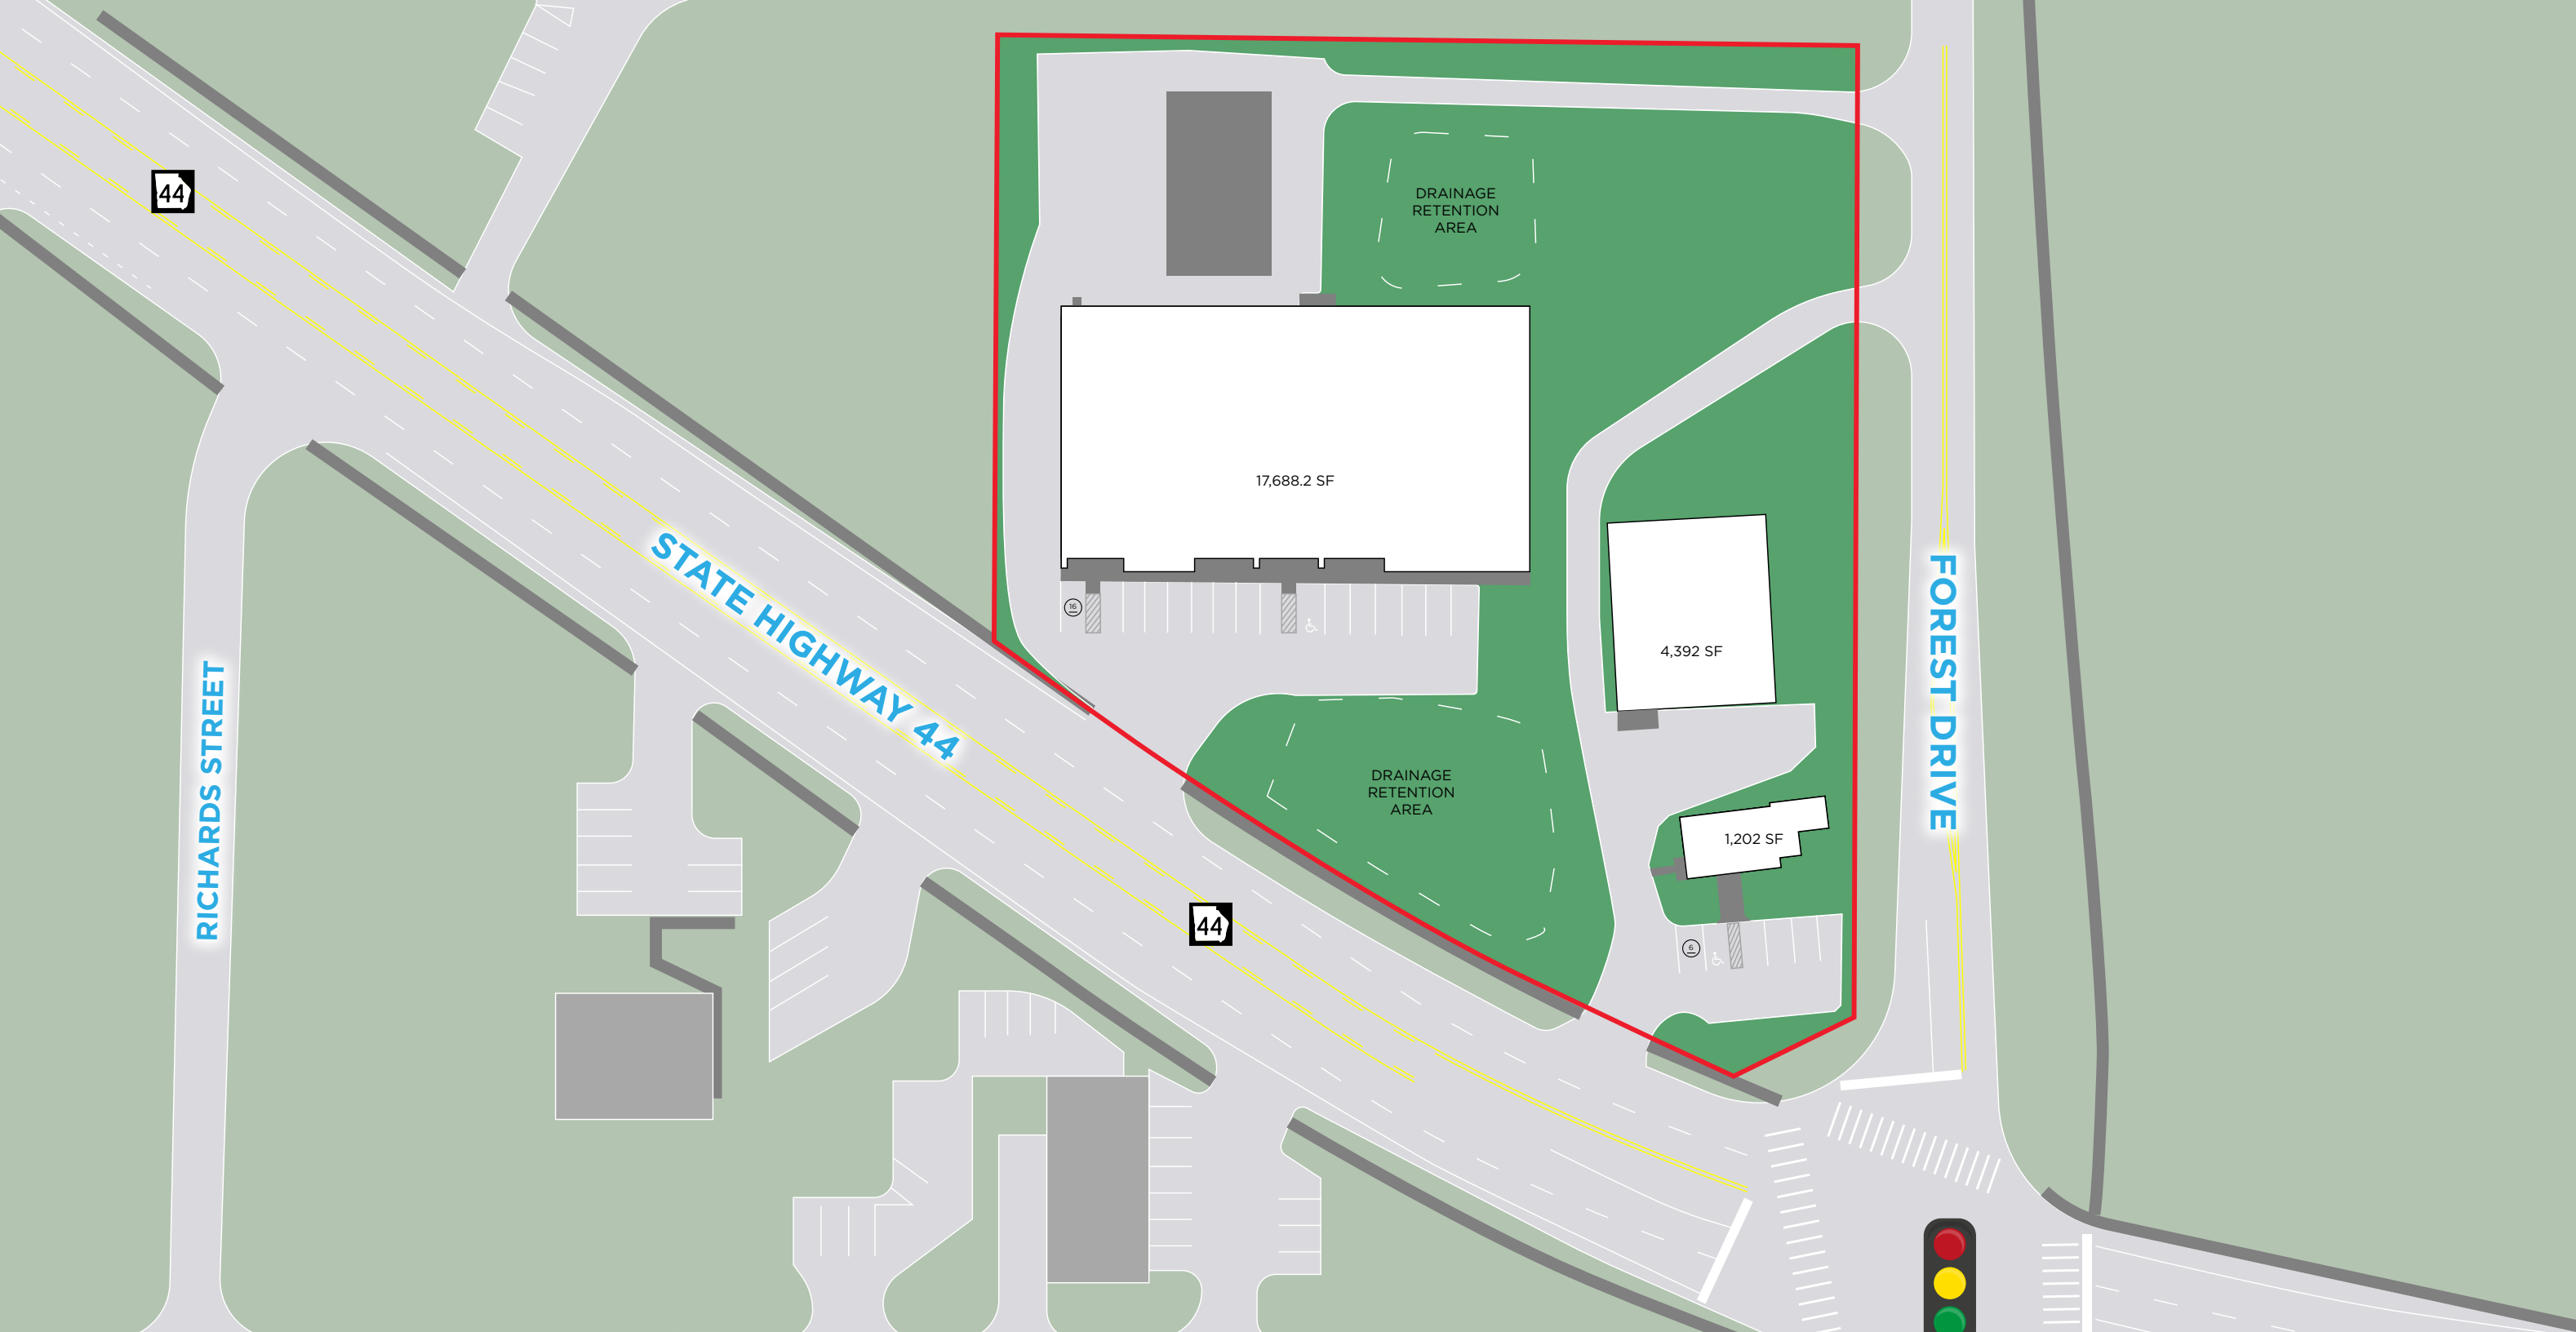 44
DRAINAGE
RETENTION
AREA
17,688.2 SF
STATE HIGHWAY 44
16
4,392 SF
FOREST DRIVE
RICHARDS STREET
DRAINAGE
RETENTION
AREA
1,202 SF
44
6